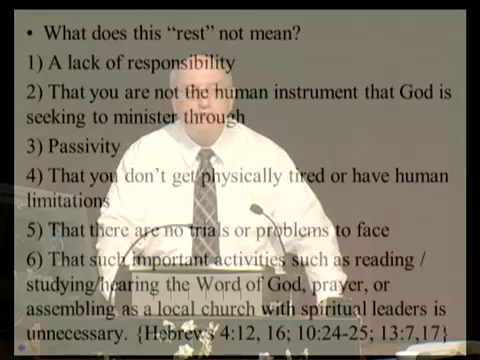 • What does this “rest” not mean?
1) A lack of responsibility
2) That you are not the human instrument that God is
seeking to minister through
3) Passivity
4) That you don’t get physically tired or have human
limitations
5) That there are no trials or problems to face
6) That such important activities such as reading /
studying/hearing the Word of God, prayer, or
assembling as a local church with spiritual leaders is
unnecessary. {Hebrews 4:12, 16; 10:24-25; 13:7,17}